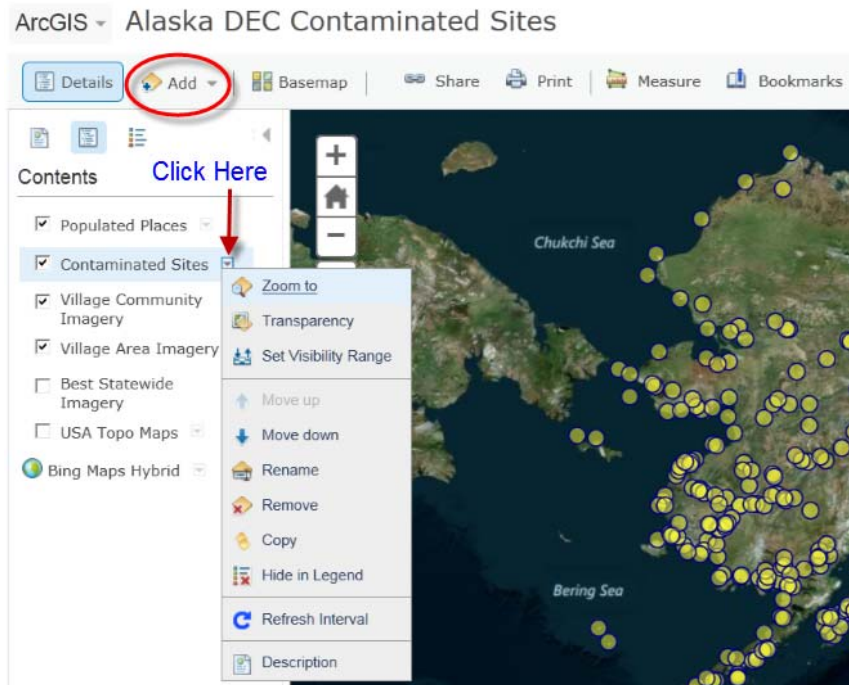 ArcGIS Alaska DEC Contaminated Sites
Details Add Basemap Share Print Measure Bookmarks
Contents
Click Here
Populated Places
Contaminated Sites
Village Community
Imagery
Village Area Imagery
Best Statewide
Imagery
USA Topo Maps
Bing Maps Hybrid
Zoom to
Transparency
Set Visibility Range
Move up
Move down
Rename
Remove
Copy
Hide in Legend
Refresh Interval
Description
Chukchi Sea
Bering Sea